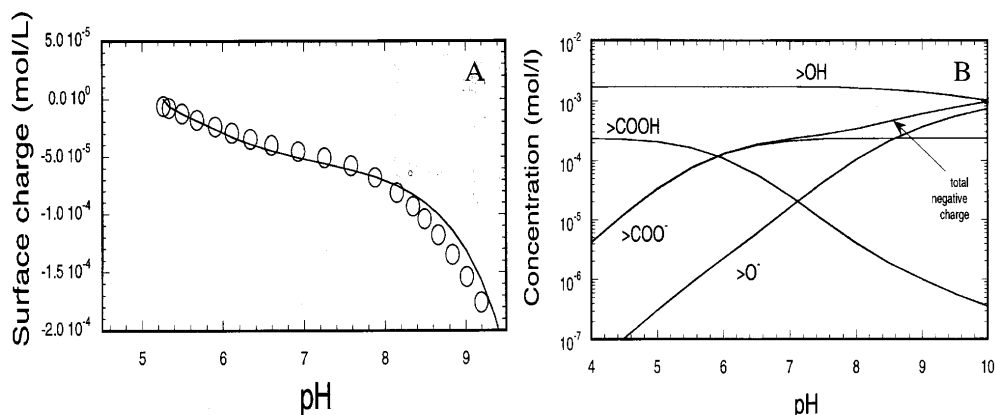 A
Surface charge (mol/L)
5.0 10⁻⁵
0.0 10⁰
-5.0 10⁻⁵
-1.0 10⁻⁴
-1.5 10⁻⁴
-2.0 10⁻⁴
5 6 7 8 9
pH
B
Concentration (mol/l)
10⁻²
10⁻³
10⁻⁴
10⁻⁵
10⁻⁶
10⁻⁷
>OH
>COOH
>COO⁻
>O⁻
total
negative
charge
4 5 6 7 8 9 10
pH